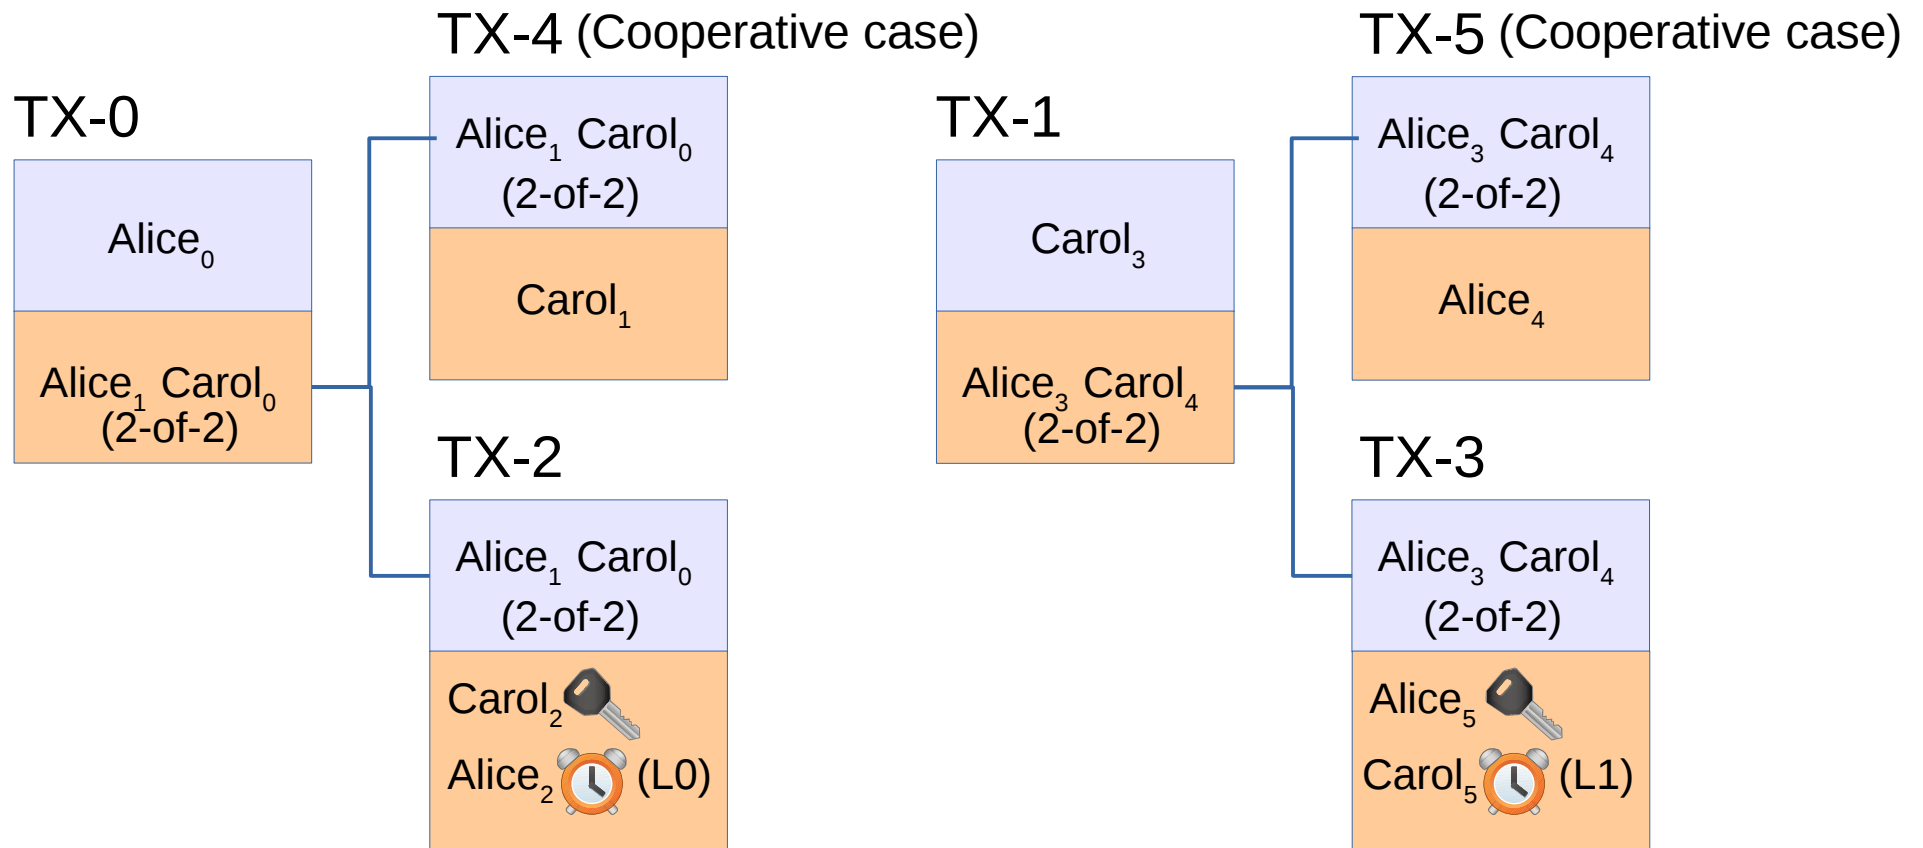 TX-4 (Cooperative case)
TX-0
Alice₁ Carol₀
(2-of-2)
Alice₀
Carol₁
Alice₁ Carol₀
(2-of-2)
TX-2
Alice₁ Carol₀
(2-of-2)
Carol₂
Alice₂ (L0)
TX-5 (Cooperative case)
TX-1
Alice₃ Carol₄
(2-of-2)
Carol₃
Alice₄
Alice₃ Carol₄
(2-of-2)
TX-3
Alice₃ Carol₄
(2-of-2)
Alice₅
Carol₅ (L1)